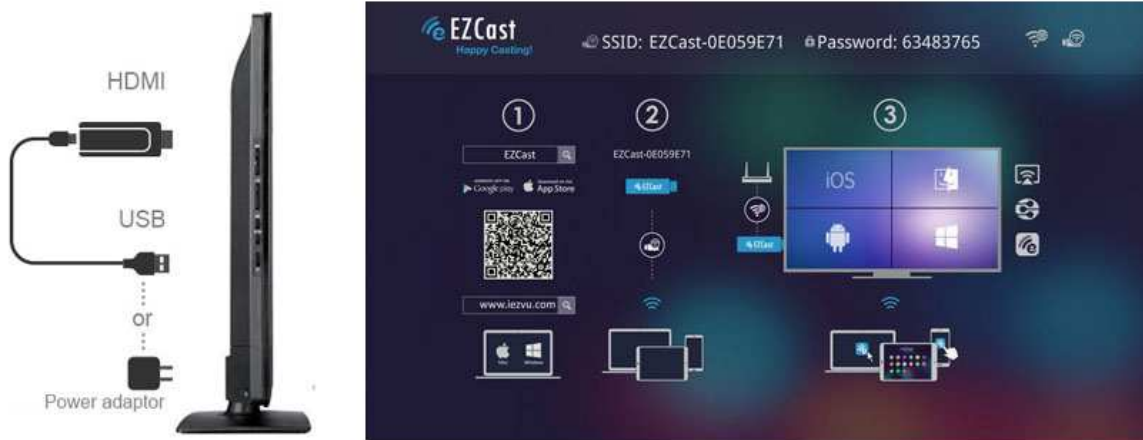 HDMI
USB
or
Power adaptor
EZCast
Happy Casting!
SSID: EZCast-0E059E71
Password: 63483765
1
2
3
EZCast
Google play
App Store
www.iezvu.com
EZCast-0E059E71
EZCast
EZCast
iOS
Windows